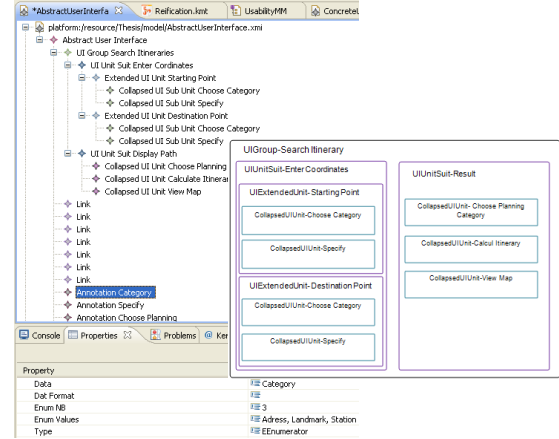 *AbstractUserInterfa
Reification.kmt
UsabilityMM
ConcreteU
platform:/resource/Thesis/model/AbstractUserInterface.xmi
Abstract User Interface
UI Group Search Itineraries
UI Unit Suit Enter Cordinates
Extended UI Unit Starting Point
Collapsed UI Sub Unit Choose Category
Collapsed UI Sub Unit Specify
Extended UI Unit Destination Point
Collapsed UI Sub Unit Choose Category
Collapsed UI Sub Unit Specify
UI Unit Suit Display Path
Collapsed UI Unit Choose Planning
Collapsed UI Unit Calculate Itinerar
Collapsed UI Unit View Map
Link
Link
Link
Link
Link
Link
Link
Annotation Category
Annotation Specify
Annotation Choose Planning
UIGroup-Search Itinerary
UIUnitSuit-Enter Coordinates
UIExtendedUnit- Starting Point
CollapsedUIUnit-Choose Category
CollapsedUIUnit-Specify
UIExtendedUnit- Destination Point
CollapsedUIUnit-Choose Category
CollapsedUIUnit-Specify
UIUnitSuit-Result
CollapsedUIUnit- Choose Planning
Category
CollapsedUIUnit-Calcul Itinerary
CollapsedUIUnit-View Map
Console
Properties
Problems
@ Ker
Property
Data
Category
Dat Format
Enum NB
3
Enum Values
Adress, Landmark, Station
Type
EEnumerator